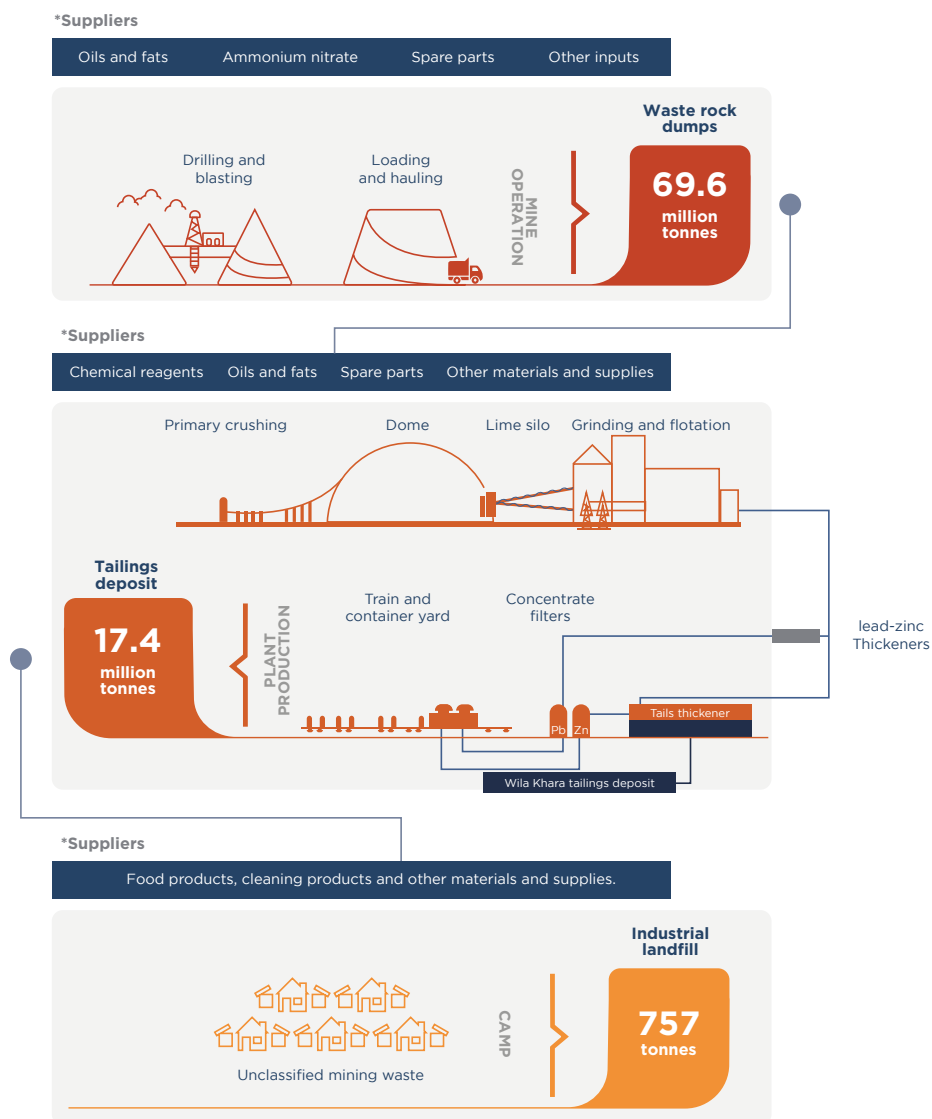 *Suppliers
Oils and fats Ammonium nitrate Spare parts Other inputs
Waste rock
dumps
Drilling and
blasting
Loading
and hauling
MINE
OPERATION
69.6
million
tonnes
*Suppliers
Chemical reagents Oils and fats Spare parts Other materials and supplies
Primary crushing Dome Lime silo Grinding and flotation
Tailings
deposit
17.4
million
tonnes
PLANT
PRODUCTION
Train and
container yard
Concentrate
filters
lead-zinc
Thickeners
Tails thickener
Pb Zn
Wila Khara tailings deposit
*Suppliers
Food products, cleaning products and other materials and supplies.
Industrial
landfill
Unclassified mining waste
CAMP
757
tonnes